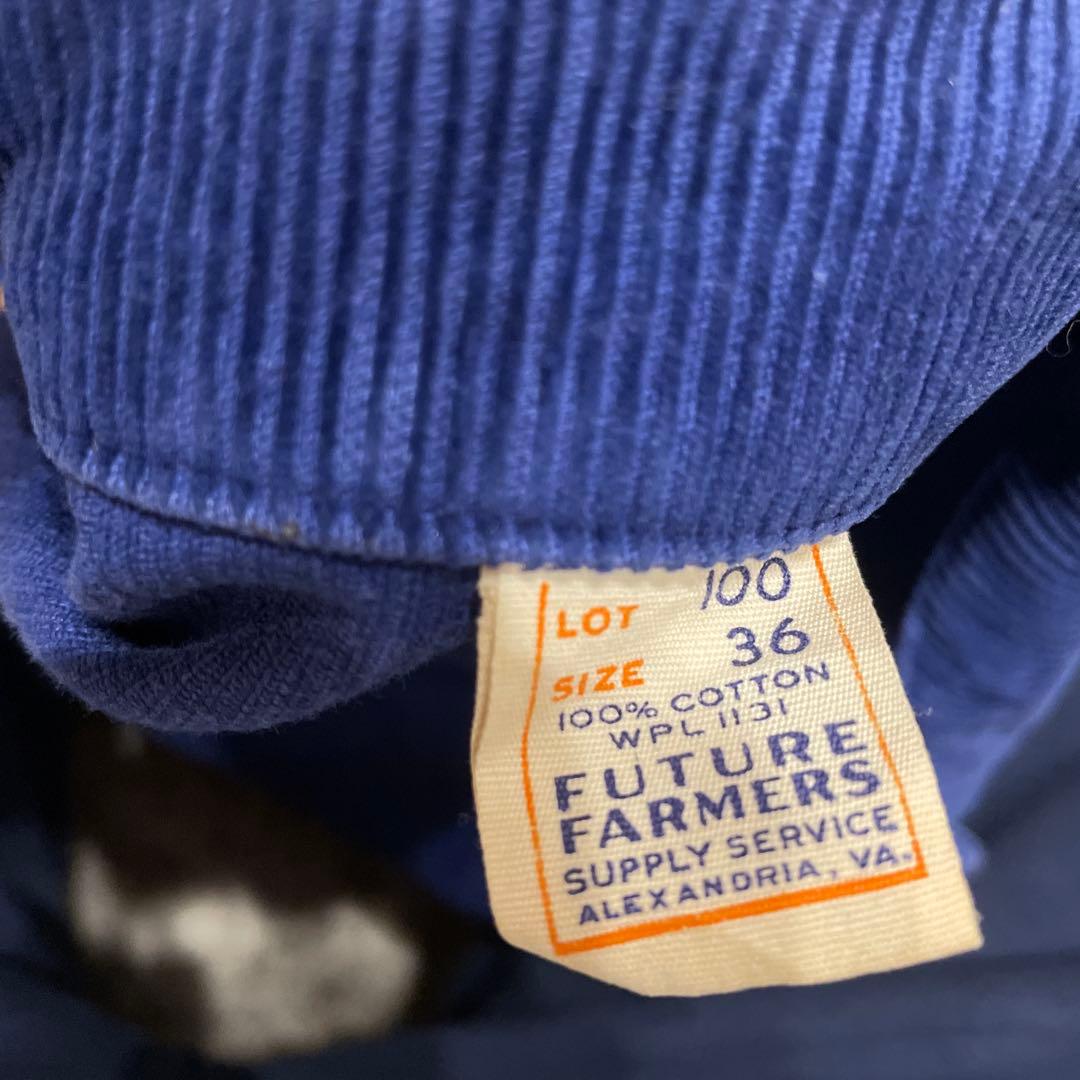 LOT 100
SIZE 36
100% COTTON
WPL 1131
FUTURE
FARMERS
SUPPLY SERVICE
ALEXANDRIA, VA.